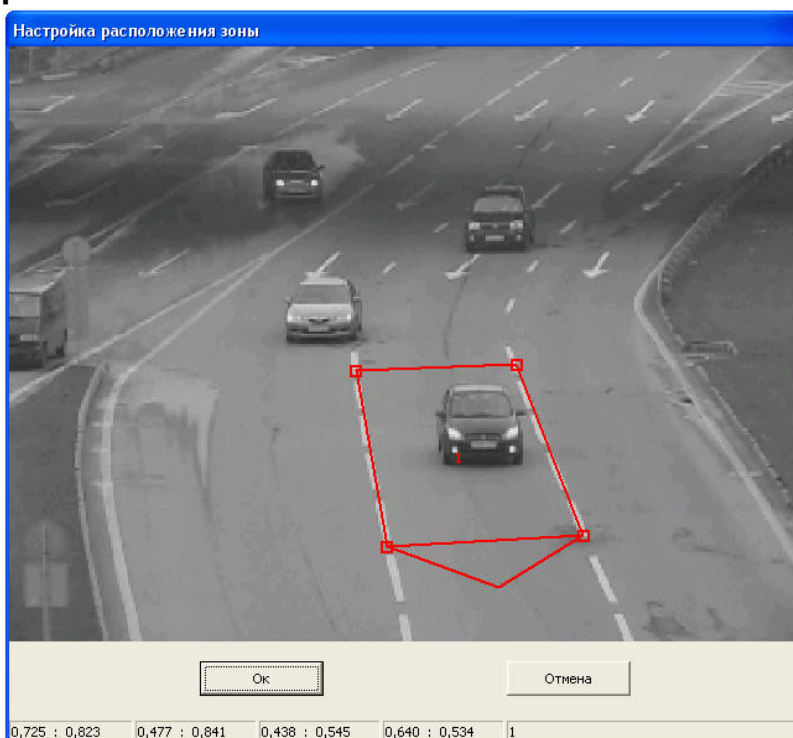 Настройка расположения зоны
1
Ок Отмена
0,725 : 0,823 0,477 : 0,841 0,438 : 0,545 0,640 : 0,534 1